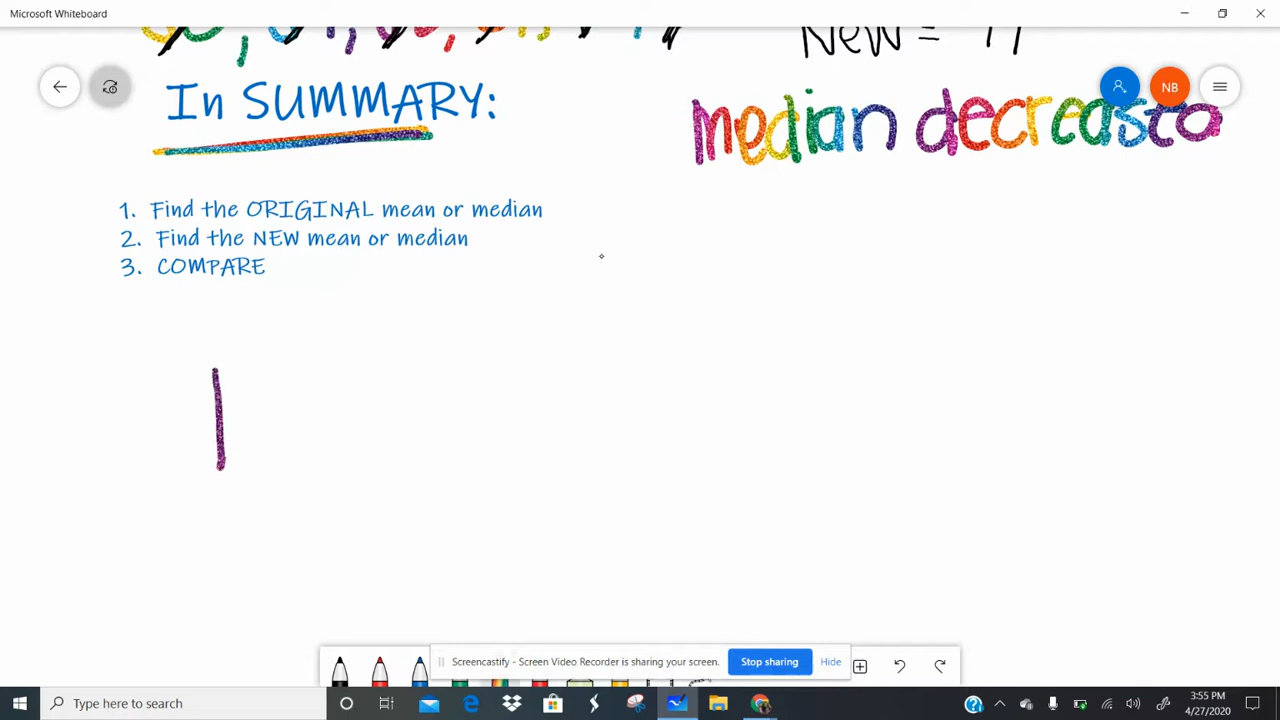 Microsoft Whiteboard
New =
In SUMMARY:
NB
median decreas
1. Find the ORIGINAL mean or median
2. Find the NEW mean or median
3. COMPARE
Screencastify - Screen Video Recorder is sharing your screen.
Stop sharing
Hide
Type here to search
3:55 PM
4/27/2020